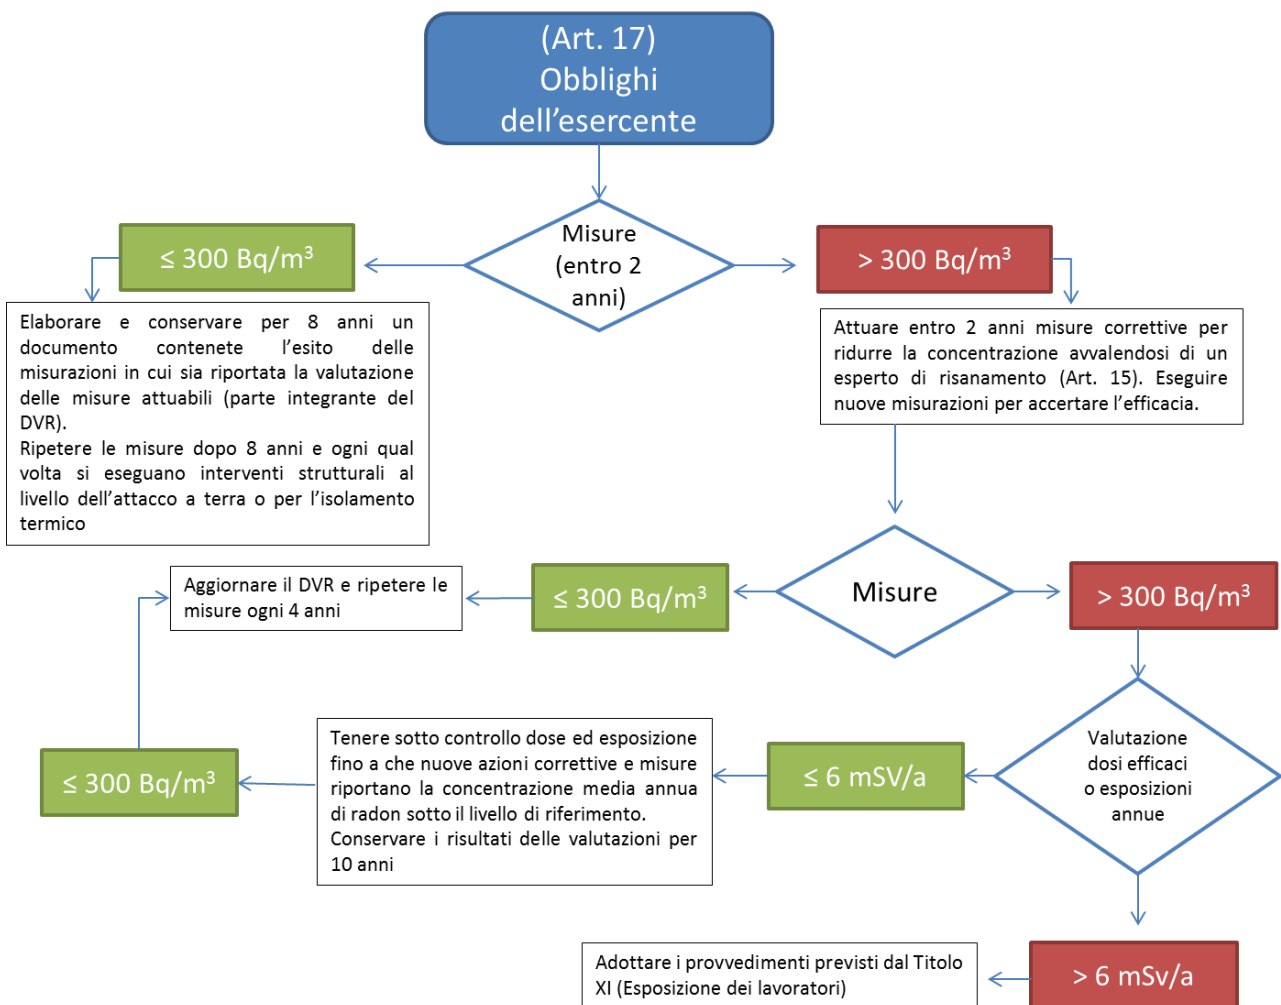 (Art. 17)
Obblighi
dell’esercente
Misure
(entro 2
anni)
≤ 300 Bq/m³
> 300 Bq/m³
Elaborare e conservare per 8 anni un
documento contenete l’esito delle
misurazioni in cui sia riportata la valutazione
delle misure attuabili (parte integrante del
DVR).
Ripetere le misure dopo 8 anni e ogni qual
volta si eseguano interventi strutturali al
livello dell’attacco a terra o per l’isolamento
termico
Attuare entro 2 anni misure correttive per
ridurre la concentrazione avvalendosi di un
esperto di risanamento (Art. 15). Eseguire
nuove misurazioni per accertare l’efficacia.
Misure
≤ 300 Bq/m³
> 300 Bq/m³
Aggiornare il DVR e ripetere le
misure ogni 4 anni
Valutazione
dosi efficaci
o esposizioni
annue
≤ 6 mSV/a
Tenere sotto controllo dose ed esposizione
fino a che nuove azioni correttive e misure
riportano la concentrazione media annua
di radon sotto il livello di riferimento.
Conservare i risultati delle valutazioni per
10 anni
≤ 300 Bq/m³
> 6 mSv/a
Adottare i provvedimenti previsti dal Titolo
XI (Esposizione dei lavoratori)